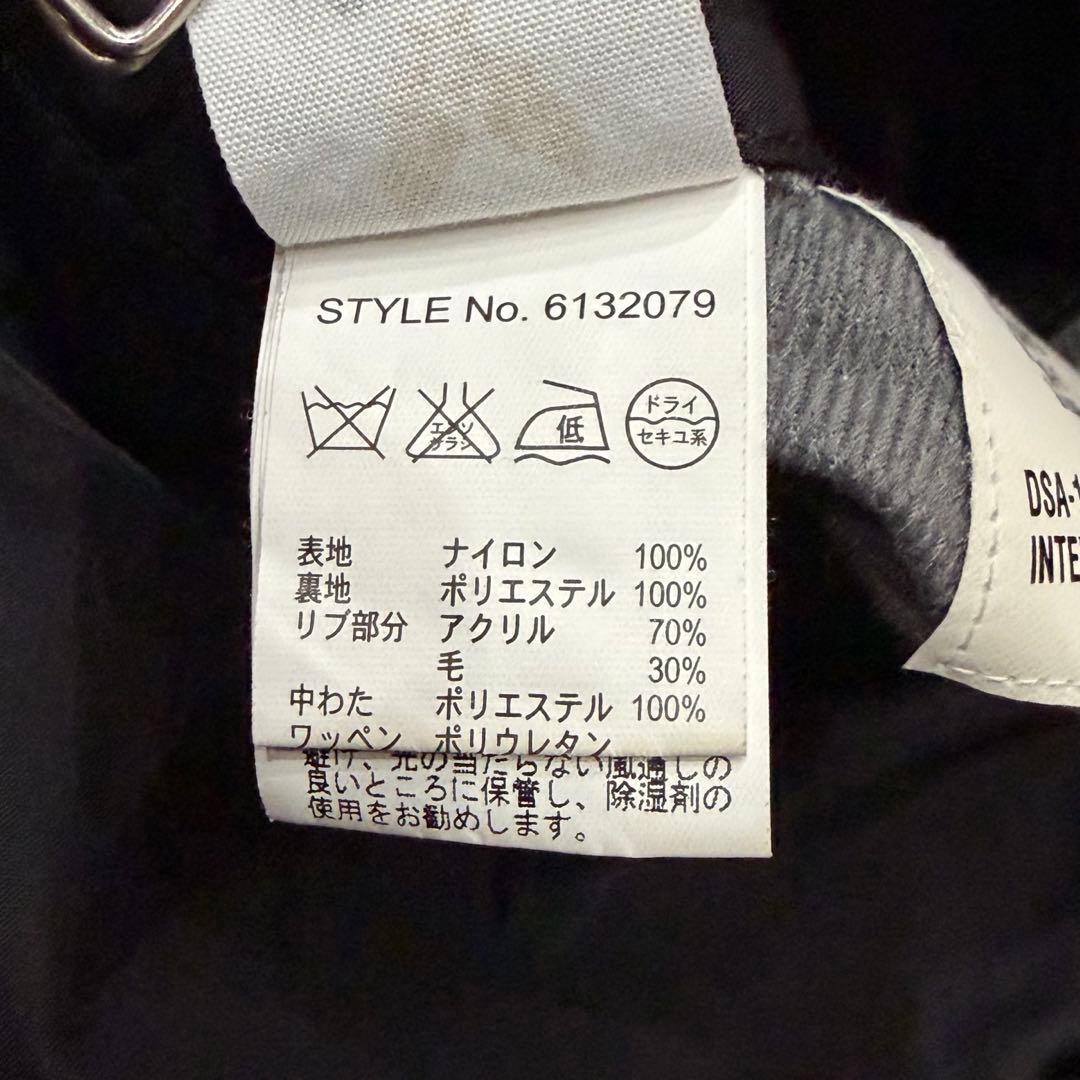 STYLE No. 6132079
エンソ
サラシ
低
ドライ
セキユ系
表地 ナイロン 100%
裏地 ポリエステル 100%
リブ部分 アクリル 70%
毛 30%
中わた ポリエステル 100%
ワッペン ポリウレタン
避け、光の当たらない風通しの
良いところに保管し、除湿剤の
使用をお勧めします。
DSA-1
INTE